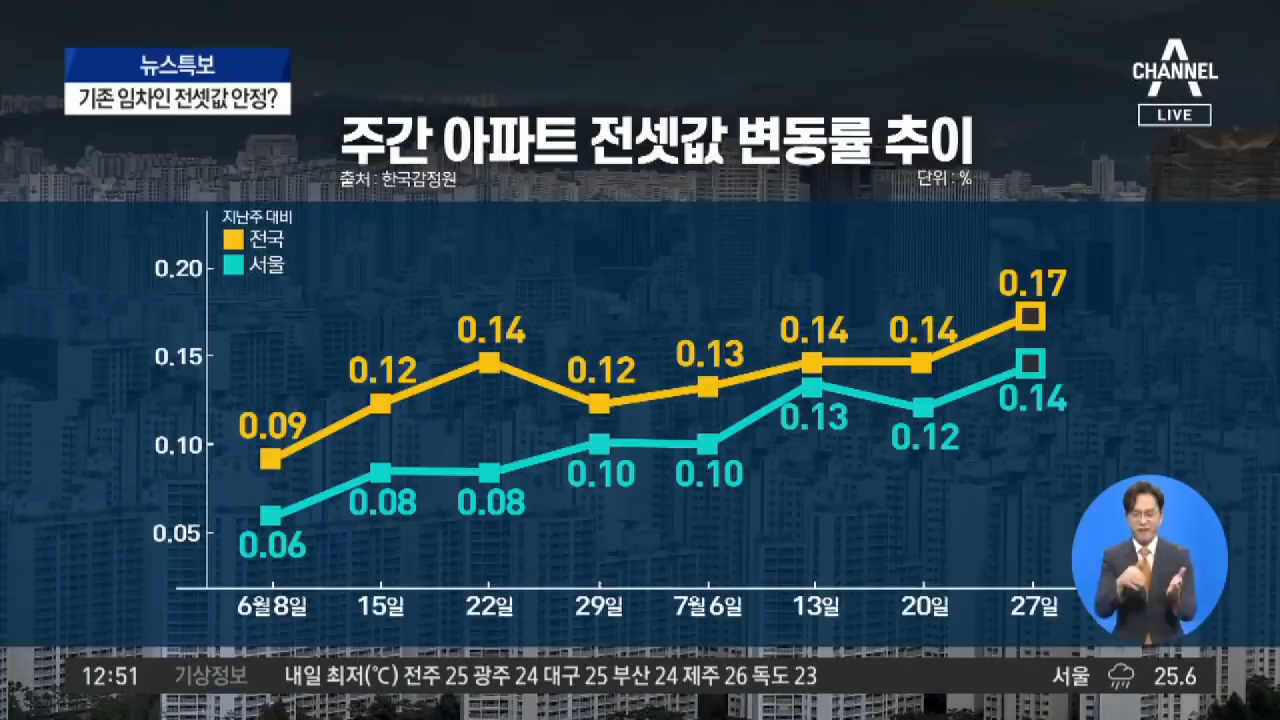 뉴스특보
기존 임차인 전셋값 안정?
CHANNEL A
LIVE
주간 아파트 전셋값 변동률 추이
출처 : 한국감정원
단위 : %
지난주 대비
전국
서울
0.20
0.15
0.10
0.05
0.09 0.12 0.14 0.12 0.13 0.14 0.14 0.17
0.06 0.08 0.08 0.10 0.10 0.13 0.12 0.14
6월 8일 15일 22일 29일 7월 6일 13일 20일 27일
12:51 기상정보 내일 최저(℃) 전주 25 광주 24 대구 25 부산 24 제주 26 독도 23 서울 25.6